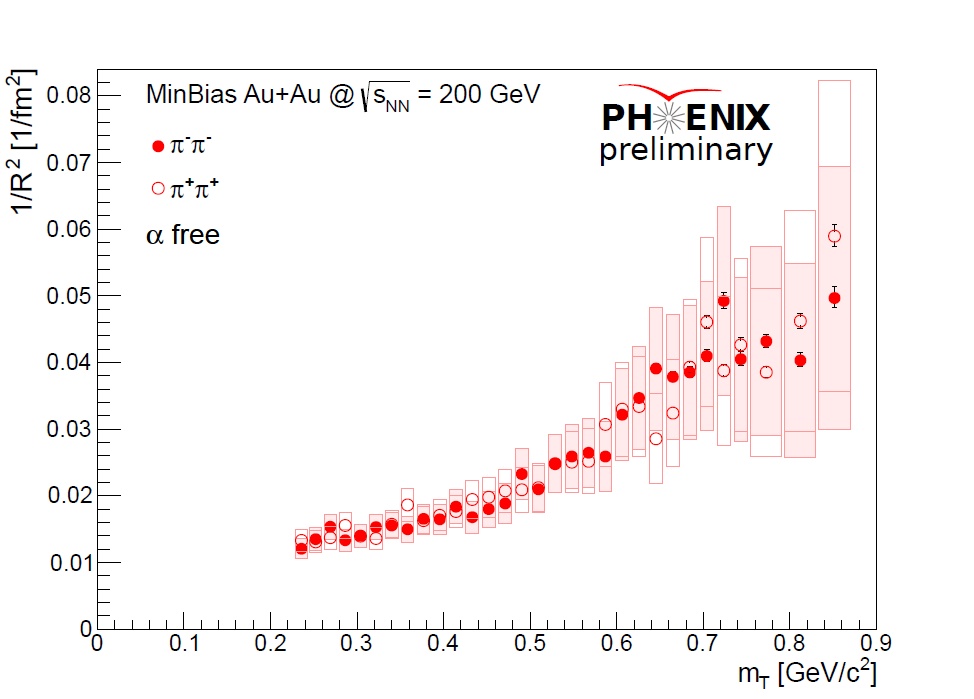 MinBias Au+Au @ √sNN = 200 GeV
π-π-
π+π+
α free
PHENIX
preliminary
1/R2 [1/fm2]
0.08
0.07
0.06
0.05
0.04
0.03
0.02
0.01
0
0 0.1 0.2 0.3 0.4 0.5 0.6 0.7 0.8 0.9
mT [GeV/c2]